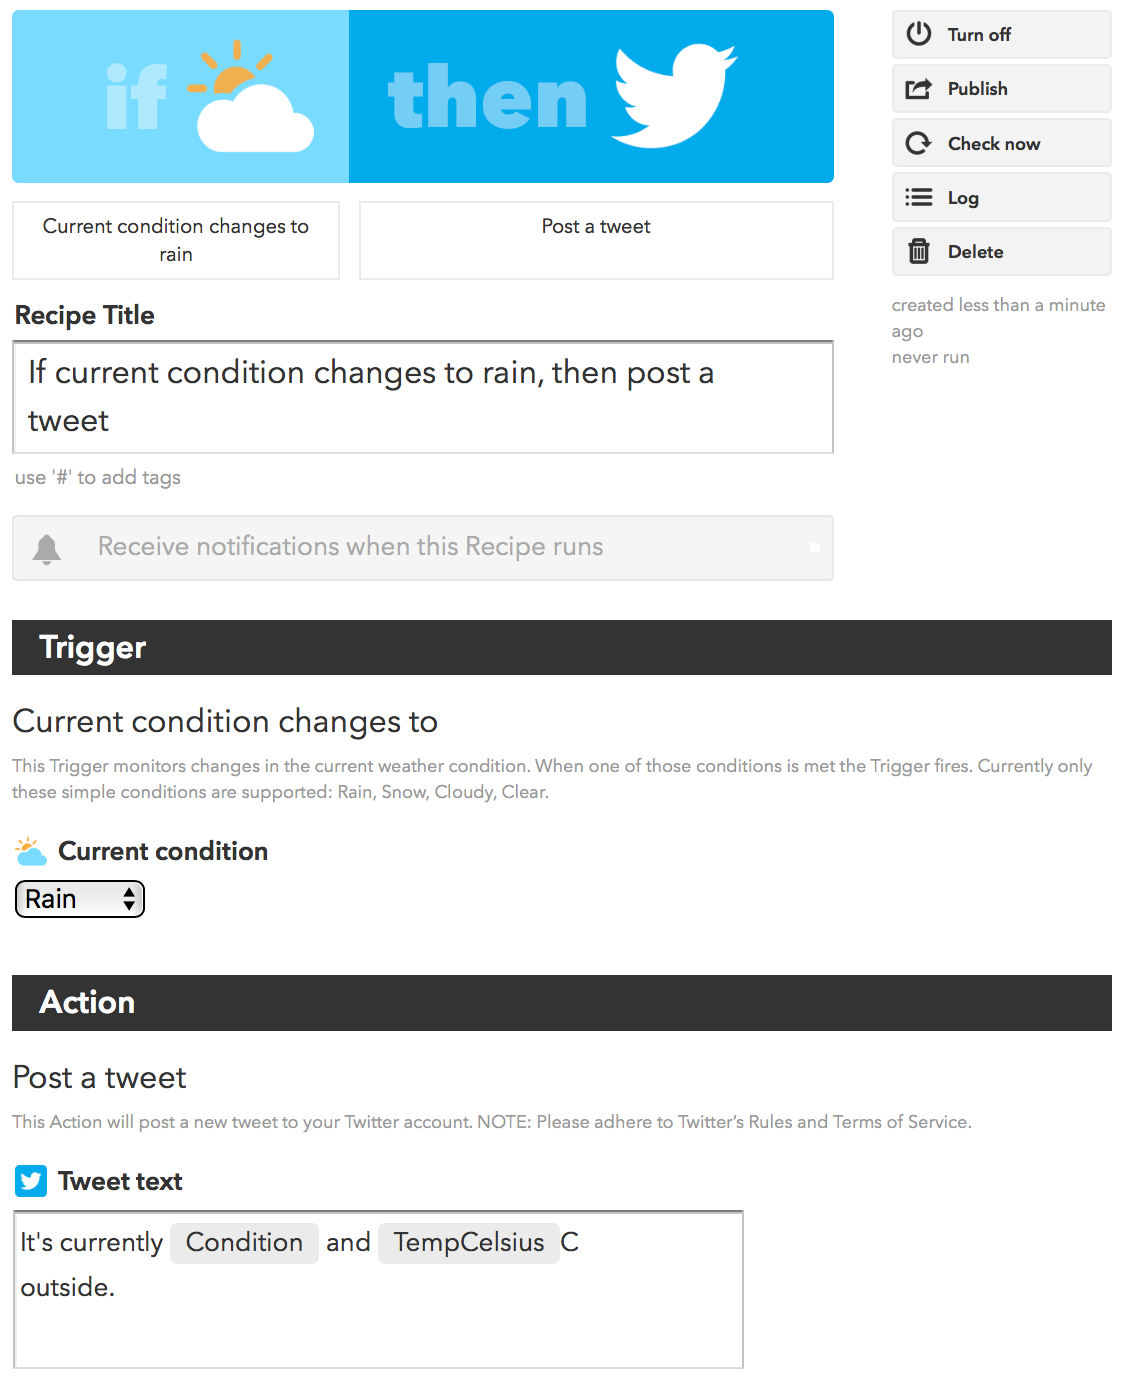 if then
Current condition changes to
rain
Post a tweet
Turn off
Publish
Check now
Log
Delete
created less than a minute
ago
never run
Recipe Title
If current condition changes to rain, then post a
tweet
use '#' to add tags
Receive notifications when this Recipe runs
Trigger
Current condition changes to
This Trigger monitors changes in the current weather condition. When one of those conditions is met the Trigger fires. Currently only
these simple conditions are supported: Rain, Snow, Cloudy, Clear.
Current condition
Rain
Action
Post a tweet
This Action will post a new tweet to your Twitter account. NOTE: Please adhere to Twitter’s Rules and Terms of Service.
Tweet text
It's currently Condition and TempCelsius C
outside.